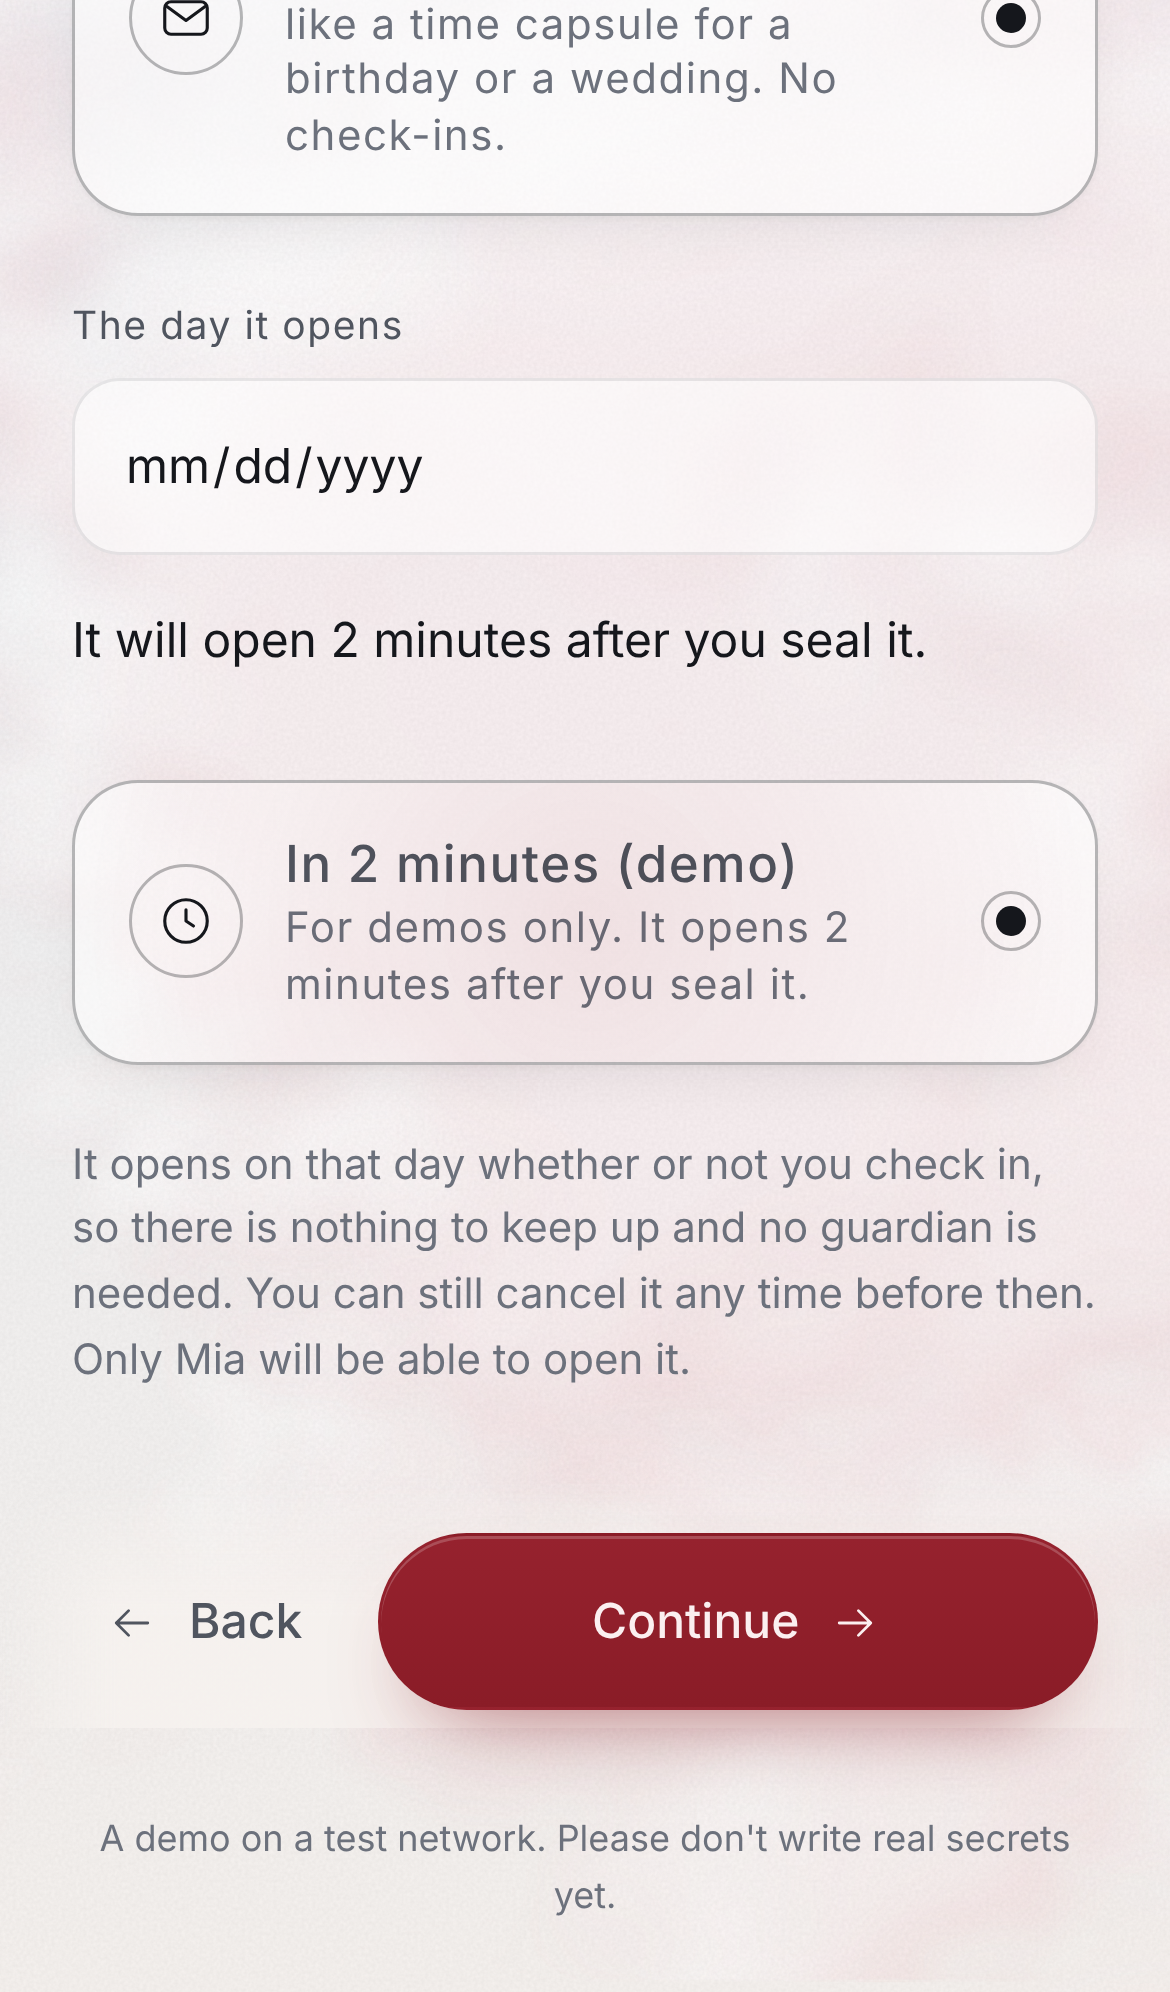 like a time capsule for a
birthday or a wedding. No
check-ins.
The day it opens
mm/dd/yyyy
It will open 2 minutes after you seal it.
In 2 minutes (demo)
For demos only. It opens 2
minutes after you seal it.
It opens on that day whether or not you check in,
so there is nothing to keep up and no guardian is
needed. You can still cancel it any time before then.
Only Mia will be able to open it.
Back
Continue
A demo on a test network. Please don't write real secrets
yet.